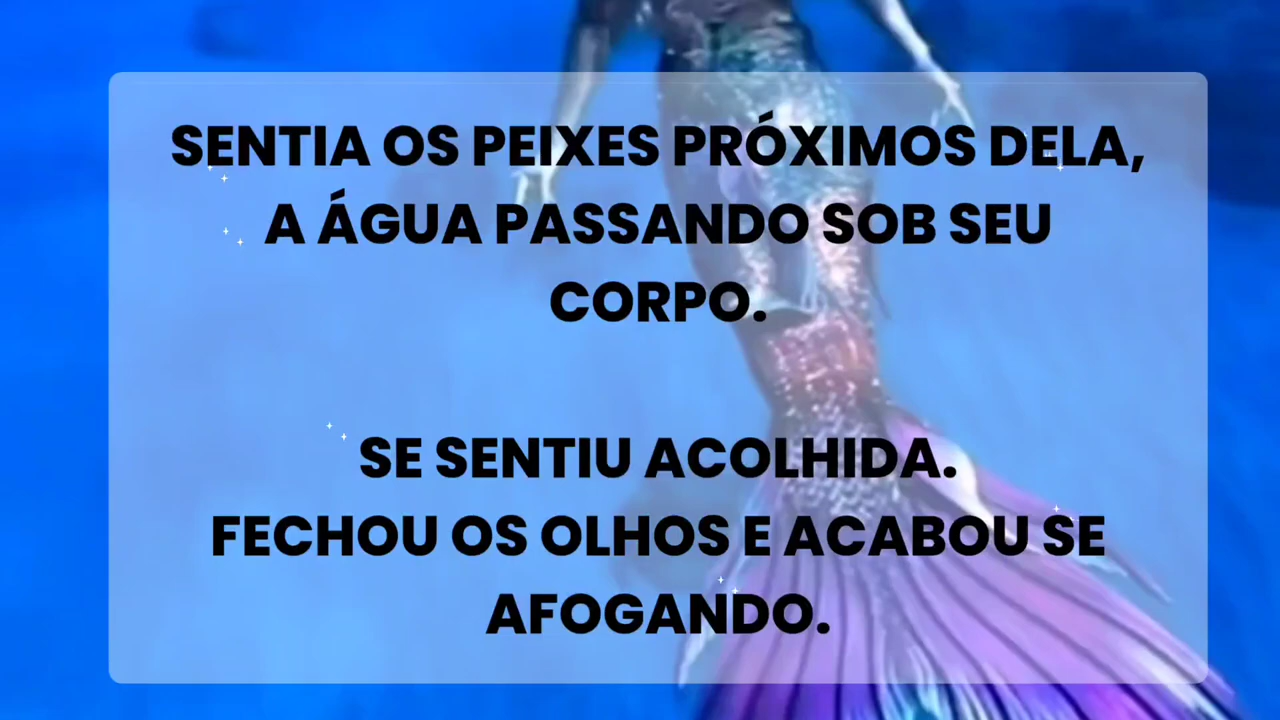 SENTIA OS PEIXES PRÓXIMOS DELA,
A ÁGUA PASSANDO SOB SEU
CORPO.
SE SENTIU ACOLHIDA.
FECHOU OS OLHOS E ACABOU SE
AFOGANDO.